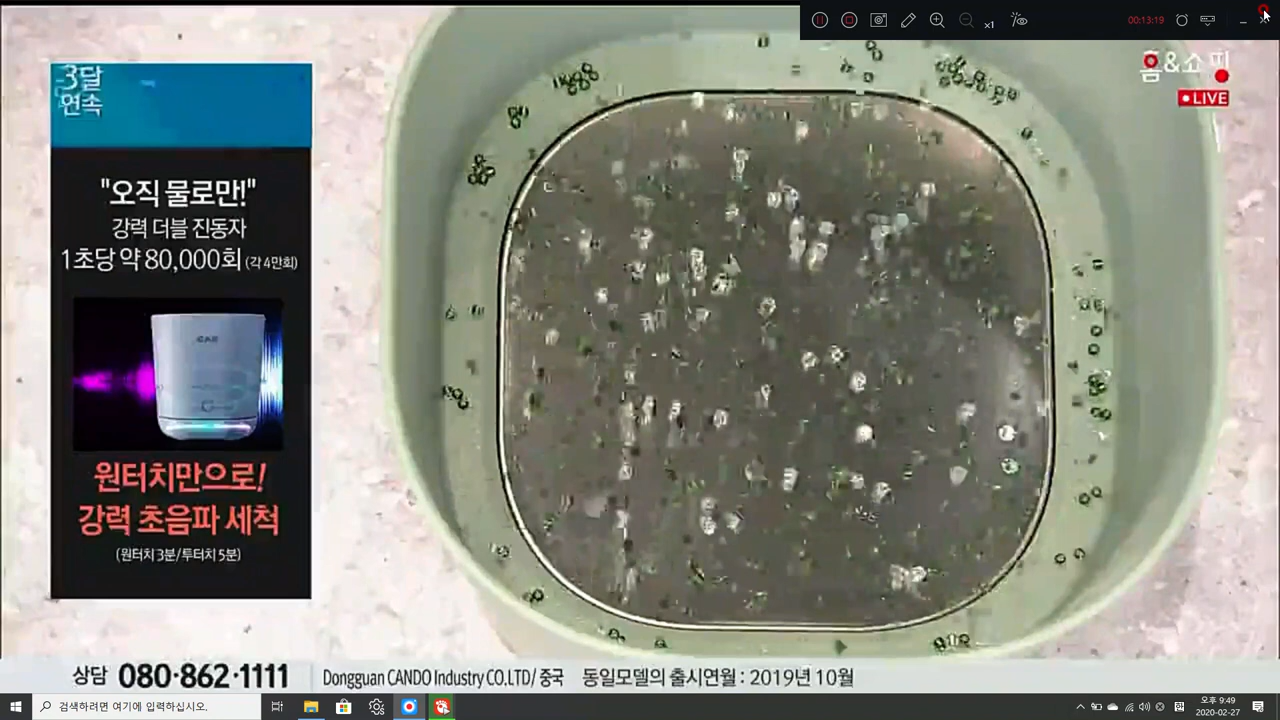 00:13:19
x1
홈&쇼핑
LIVE
3달
연속
"오직 물로만!"
강력 더블 진동자
1초당 약 80,000회 (각 4만회)
원터치만으로!
강력 초음파 세척
(원터치 3분/투터치 5분)
상담 080·862·1111
Dongguan CANDO Industry CO.LTD/ 중국 동일모델의 출시연월 : 2019년 10월
검색하려면 여기에 입력하십시오.
오후 9:49
2020-02-27